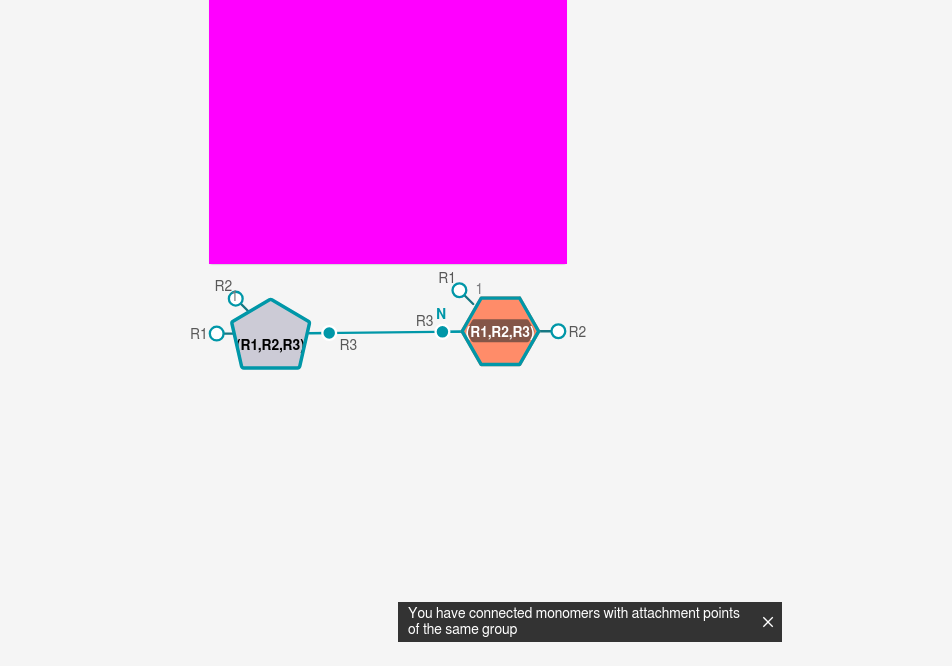 R1
R2
1
1
N
R3
R1
(R1,R2,R3)
R3
(R1,R2,R3)
R2
You have connected monomers with attachment points
of the same group